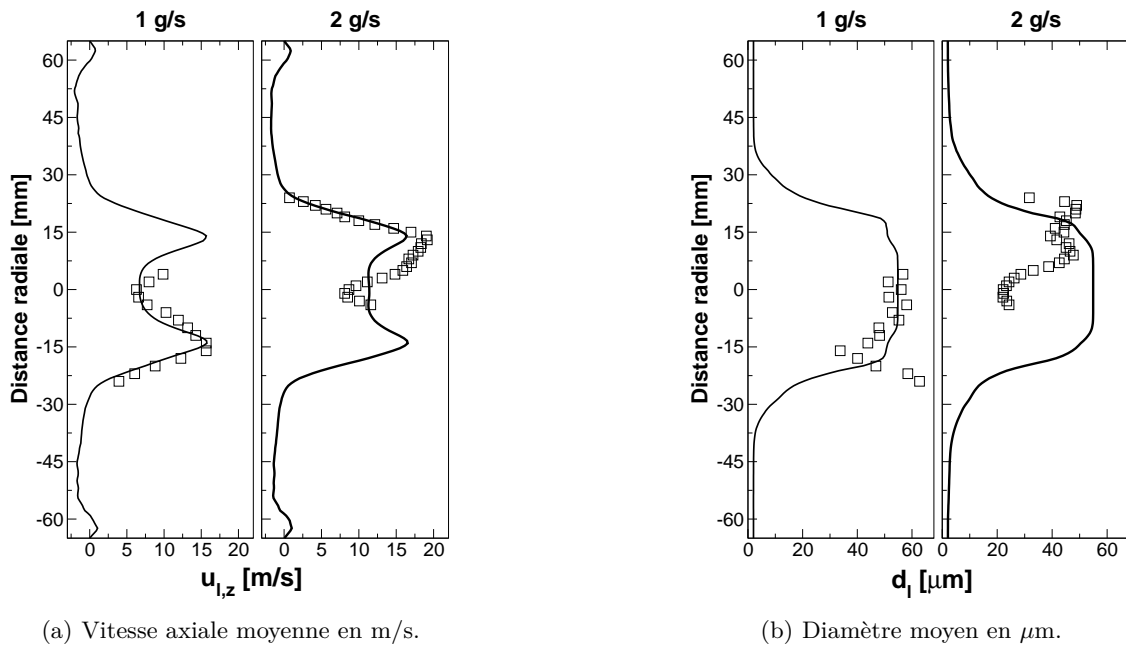 1 g/s 2 g/s
60
45
30
15
0
-15
-30
-45
-60
Distance radiale [mm]
0 5 10 15 20 0 5 10 15 20
u_l,z [m/s]
(a) Vitesse axiale moyenne en m/s.
1 g/s 2 g/s
60
45
30
15
0
-15
-30
-45
-60
Distance radiale [mm]
Distance radiale [mm]
0 20 40 60 0 20 40 60
d_l [μm]
(b) Diamètre moyen en μm.